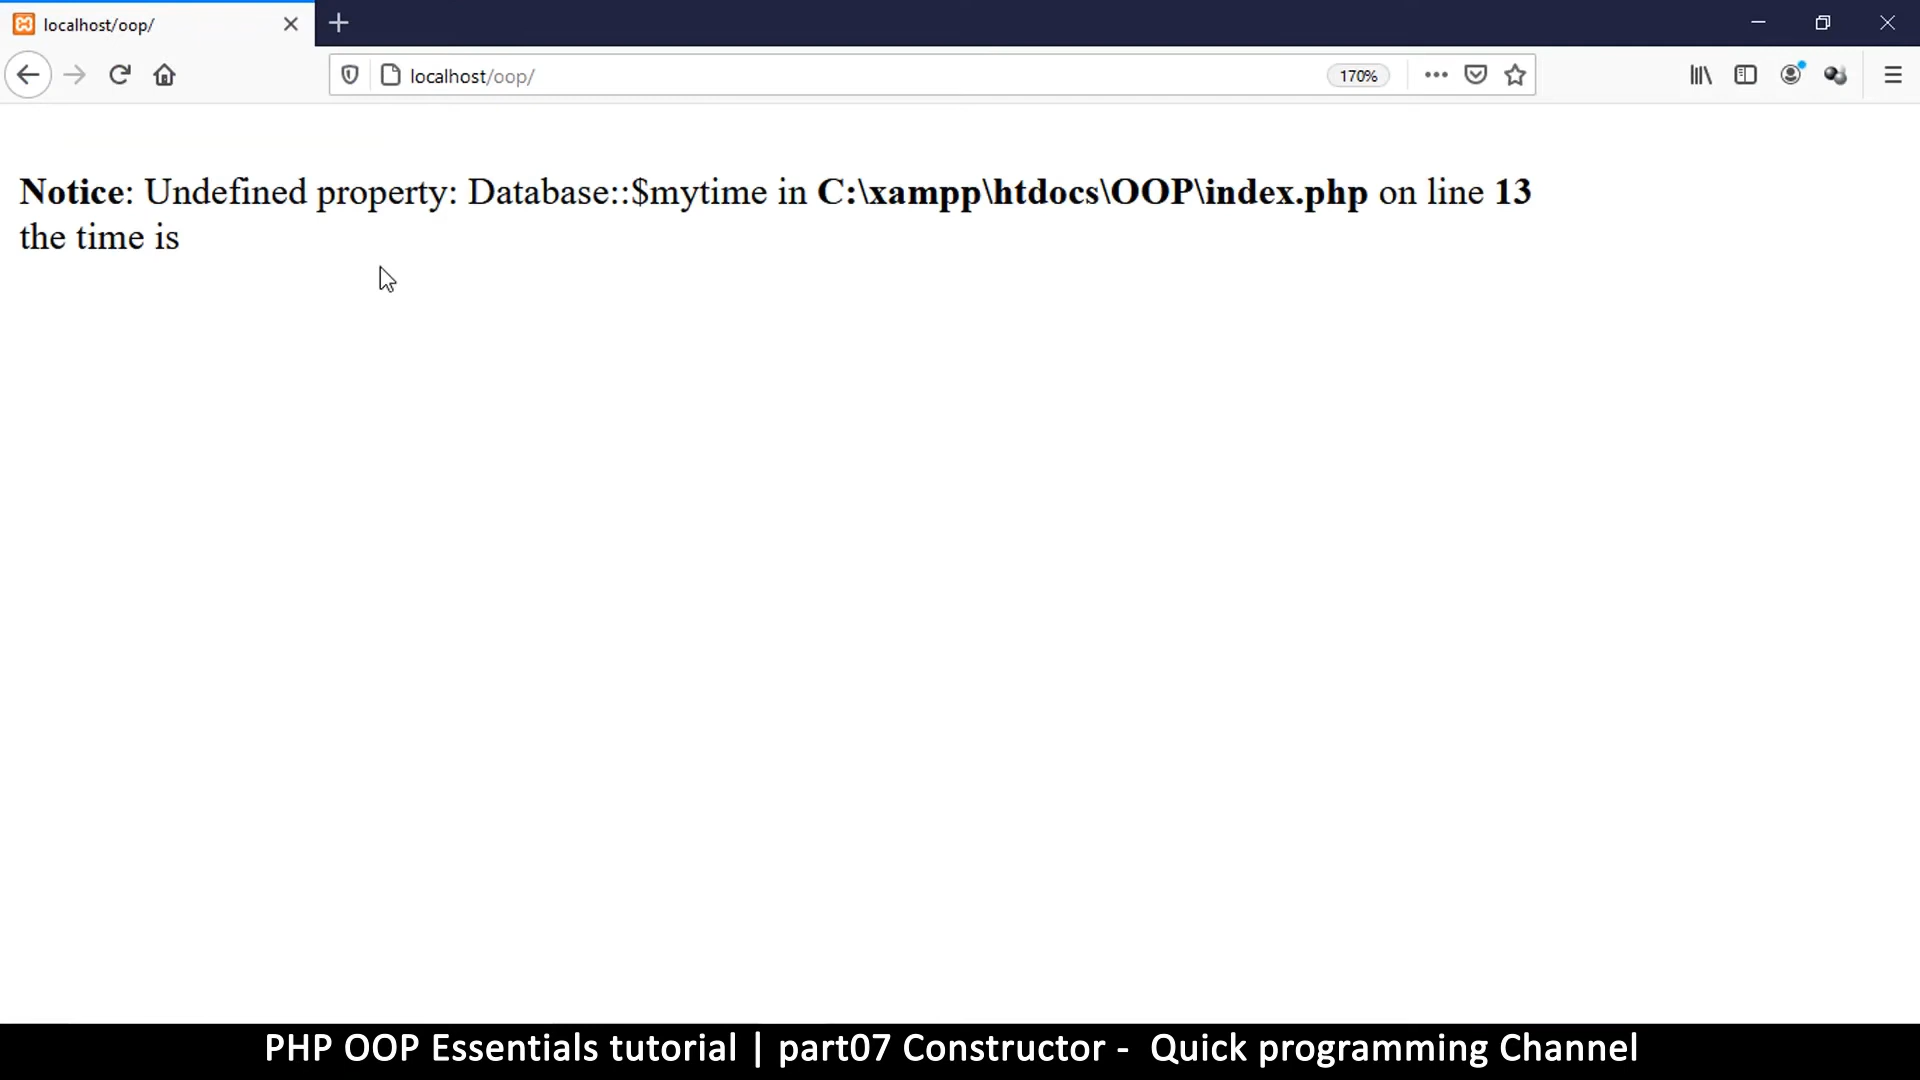 localhost/oop/
localhost/oop/
170%
Notice: Undefined property: Database::$mytime in C:\xampp\htdocs\OOP\index.php on line 13
the time is
PHP OOP Essentials tutorial | part07 Constructor - Quick programming Channel